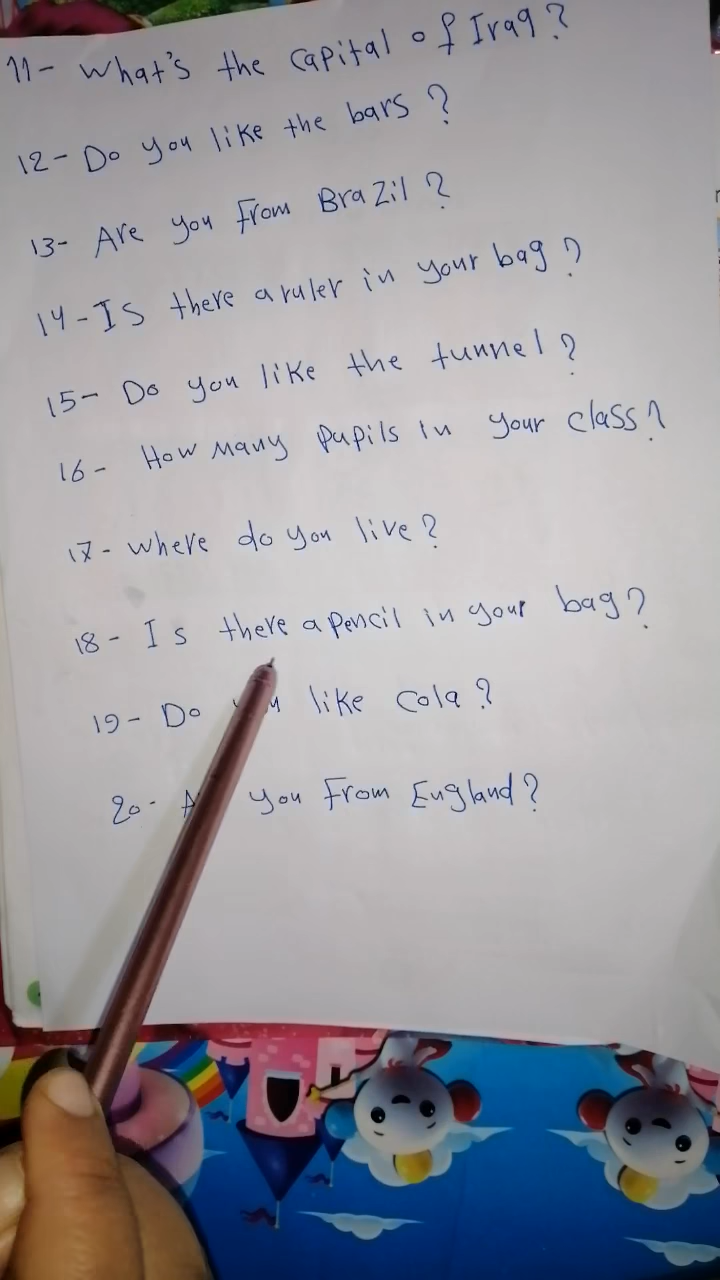 11- What's the capital of Iraq?
12- Do you like the bars?
13- Are you from Brazil?
14- Is there a ruler in your bag?
15- Do you like the tunnel?
16- How many pupils in your class?
17- where do you live?
18- Is there a pencil in your bag?
19- Do like cola?
20- you from England?